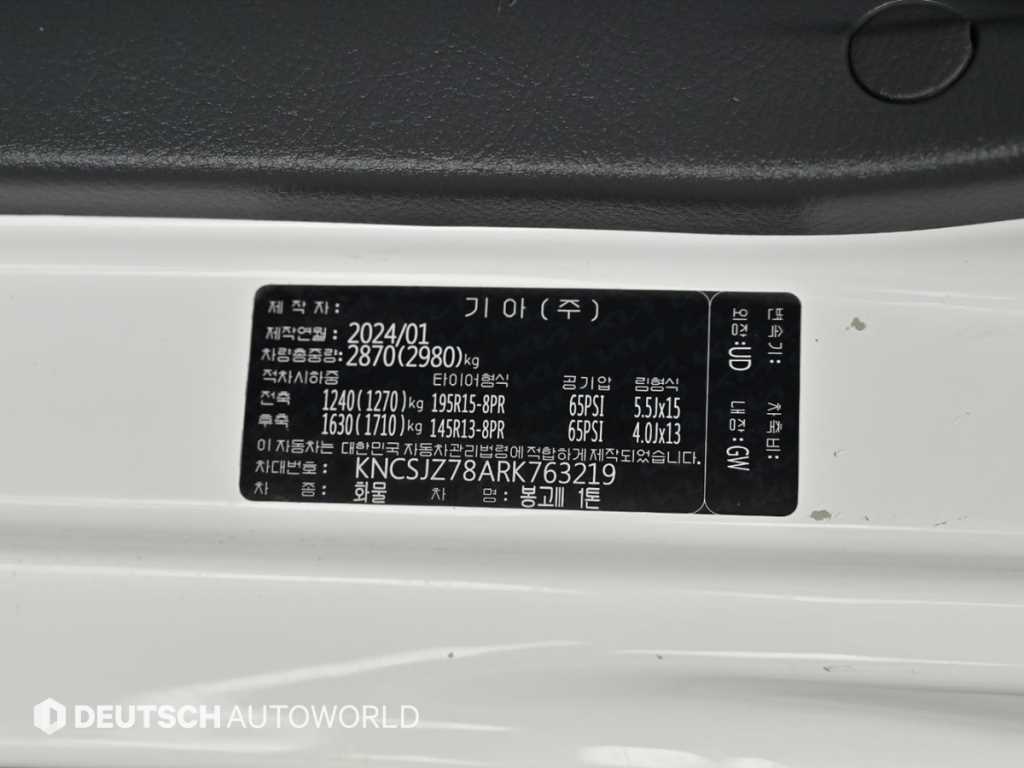 제 작 자 : 기 아 ( 주 )
제작연월 : 2024/01
차량총중량: 2870(2980)kg
적차시하중 타이어형식 공기압 림형식
전축 1240(1270)kg 195R15-8PR 65PSI 5.5Jx15
후축 1630(1710)kg 145R13-8PR 65PSI 4.0Jx13
이 자동차는 대한민국 자동차관리법령에 적합하게 제작되었습니다.
차대번호 : KNCSJZ78ARK763219
차 종 : 화물 차 명 : 봉고Ⅲ 1톤
변속기: 차축비:
외장: UD 내장: GW
DEUTSCH AUTOWORLD